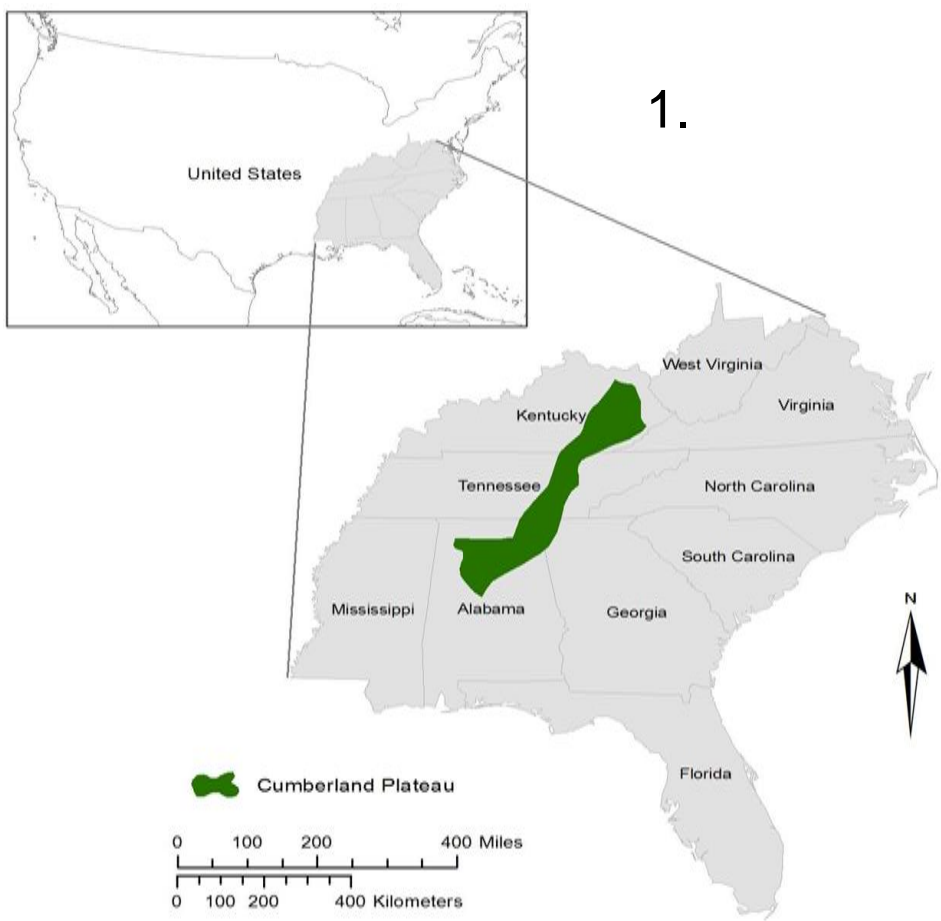 1.
United States
West Virginia
Kentucky
Virginia
Tennessee
North Carolina
South Carolina
Mississippi
Alabama
Georgia
N
Florida
Cumberland Plateau
0 100 200 400 Miles
0 100 200 400 Kilometers